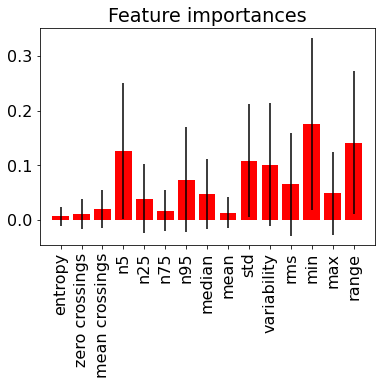 Feature importances
0.3
0.2
0.1
0.0
entropy
zero crossings
mean crossings
n5
n25
n75
n95
median
mean
std
variability
rms
min
max
range